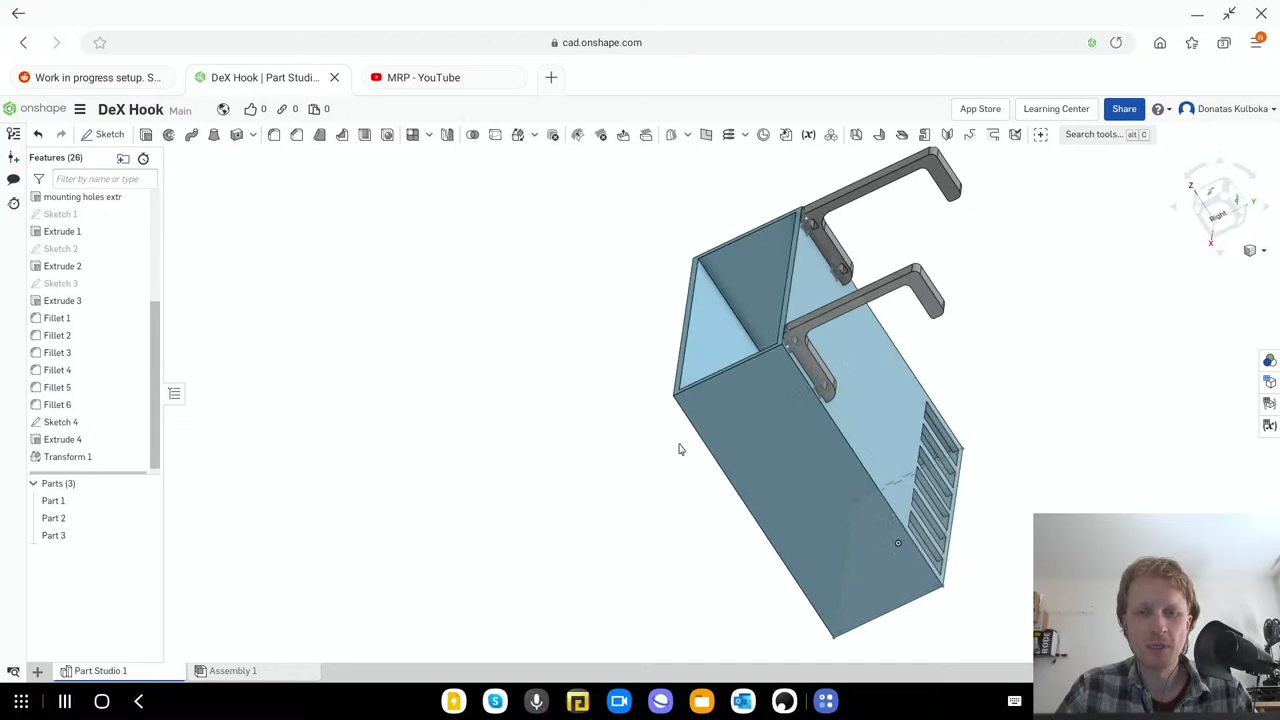 cad.onshape.com
Work in progress setup. S...
DeX Hook | Part Studi...
MRP - YouTube
3
N
onshape
DeX Hook Main
0
0
0
App Store
Learning Center
Share
Donatas Kulboka
Sketch
Search tools...
alt C
Features (26)
Filter by name or type
mounting holes extr
Sketch 1
Extrude 1
Sketch 2
Extrude 2
Sketch 3
Extrude 3
Fillet 1
Fillet 2
Fillet 3
Fillet 4
Fillet 5
Fillet 6
Sketch 4
Extrude 4
Transform 1
Parts (3)
Part 1
Part 2
Part 3
Z
Y
X
Right
RODE
Part Studio 1
Assembly 1